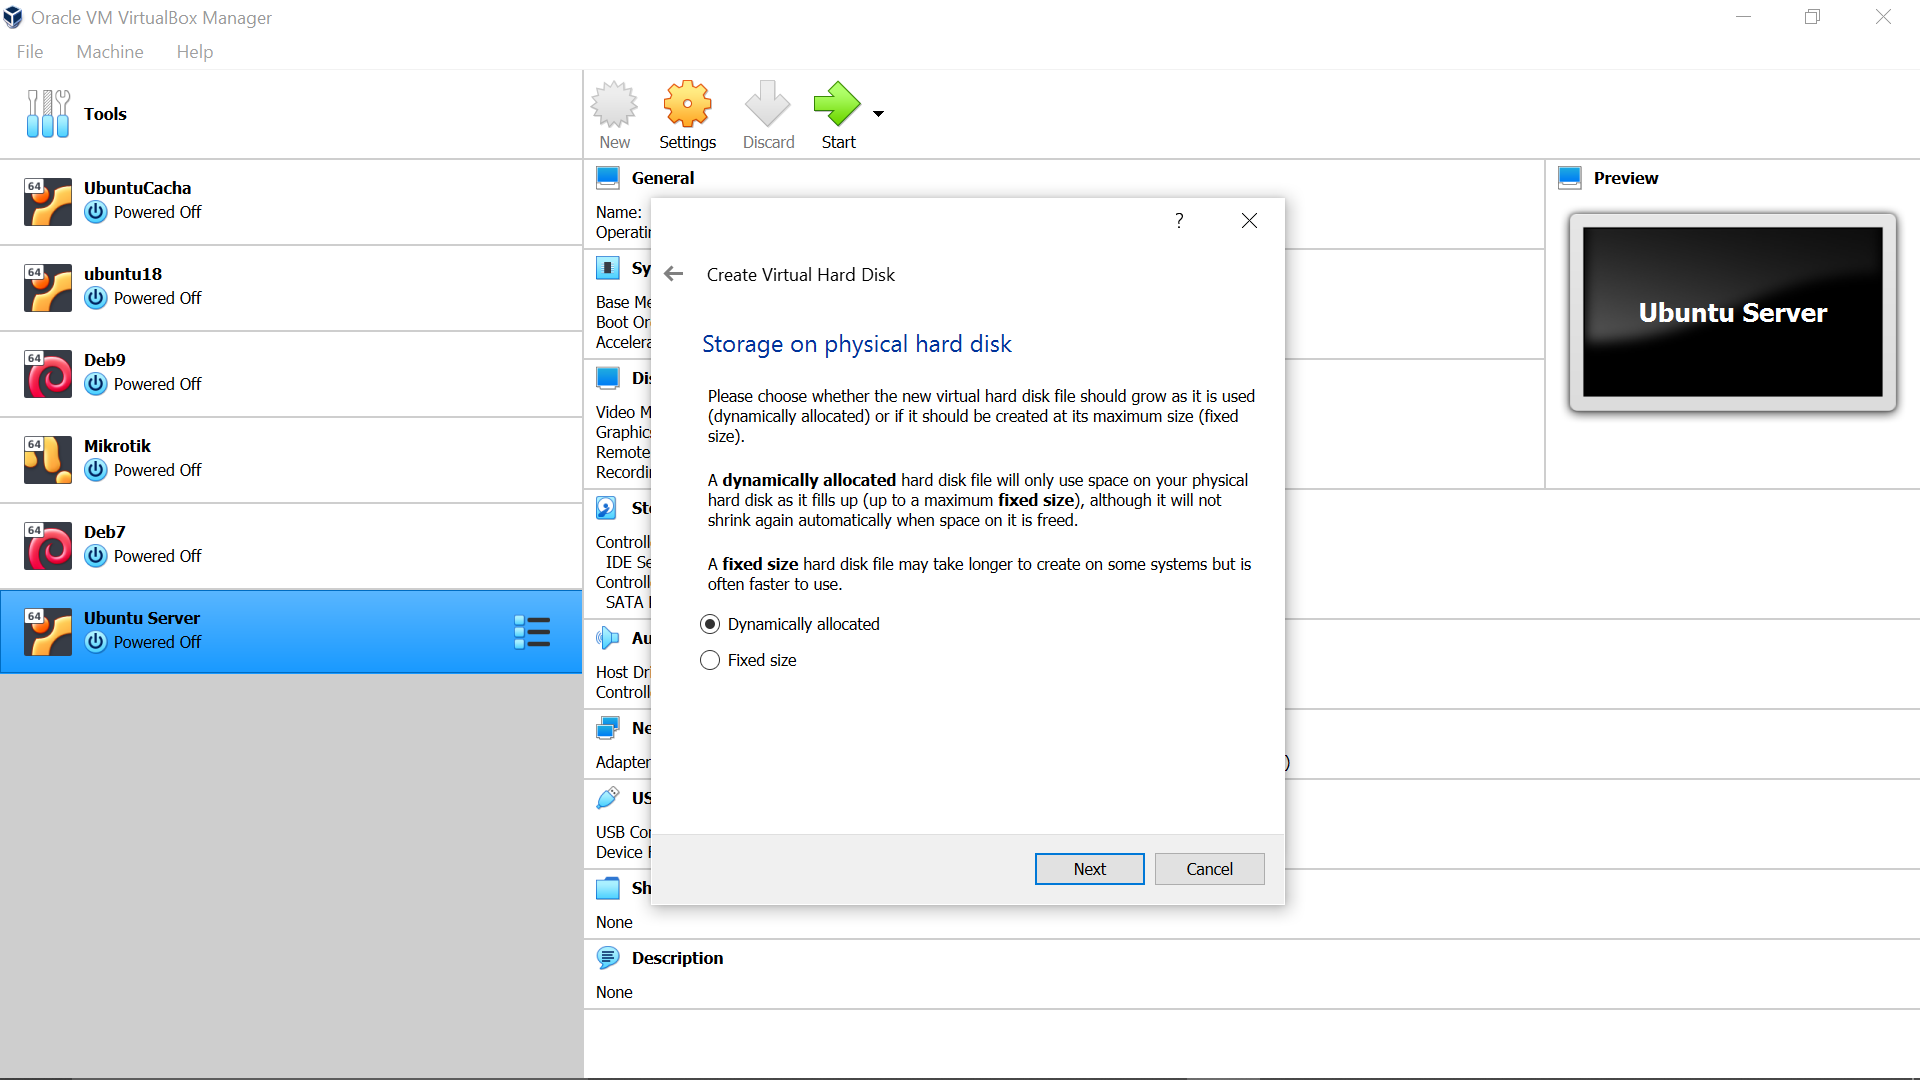 Oracle VM VirtualBox Manager
File Machine Help
Tools
New Settings Discard Start
64 UbuntuCacha
Powered Off
64 ubuntu18
Powered Off
64 Deb9
Powered Off
64 Mikrotik
Powered Off
64 Deb7
Powered Off
64 Ubuntu Server
Powered Off
General
Name:
Operatin
Sy
Base Me
Boot Or
Accelera
Dis
Video M
Graphics
Remote
Recordin
Sto
Controll
IDE Se
Controll
SATA
Au
Host Dri
Controlle
Ne
Adapter
)
US
USB Con
Device F
Sh
None
Description
None
Preview
Ubuntu Server
?
Create Virtual Hard Disk
Storage on physical hard disk
Please choose whether the new virtual hard disk file should grow as it is used
(dynamically allocated) or if it should be created at its maximum size (fixed
size).
A dynamically allocated hard disk file will only use space on your physical
hard disk as it fills up (up to a maximum fixed size), although it will not
shrink again automatically when space on it is freed.
A fixed size hard disk file may take longer to create on some systems but is
often faster to use.
Dynamically allocated
Fixed size
Next Cancel